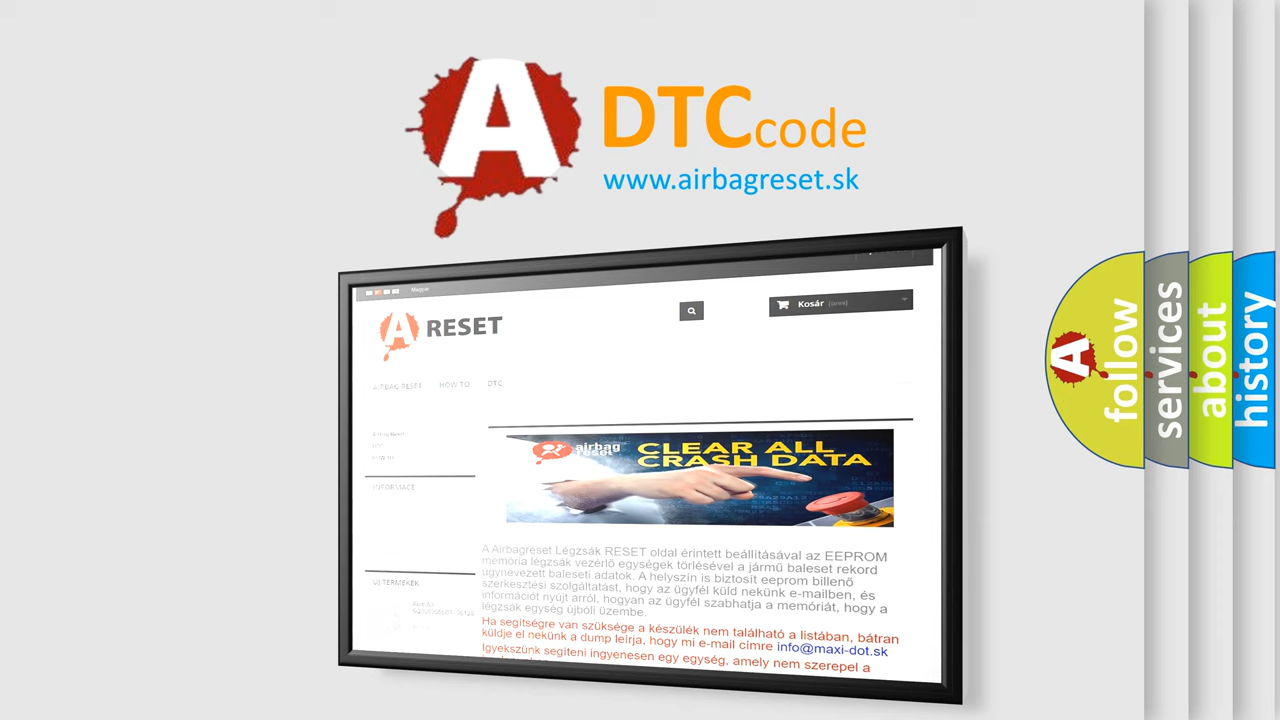 A
DTC code
www.airbagreset.sk
Magyar
Kosár (üres)
A RESET
AIRBAG RESET HOW TO DTC
INFORMACE
airbag
reset
CLEAR ALL
CRASH DATA
A Airbagreset Légzsák RESET oldal érintett beállításával az EEPROM
memória légzsák vezérlő egységek törlésével a jármű baleset rekord
úgynevezett baleseti adatok. A helyszín is biztosít eeprom billenő
szerkesztési szolgáltatást, hogy az ügyfél küld nekünk e-mailben, és
információt nyújt arról, hogyan az ügyfél szabhatja a memóriát, hogy a
légzsák egység újbóli üzembe.
Ha segítségre van szüksége a készülék nem található a listában, bátran
küldje el nekünk a dump leírja, hogy mi e-mail címre info@maxi-dot.sk
Igyekszünk segíteni ingyenesen egy egység, amely nem szerepel a
ÚJ TERMÉKEK
A
follow
services
about
history